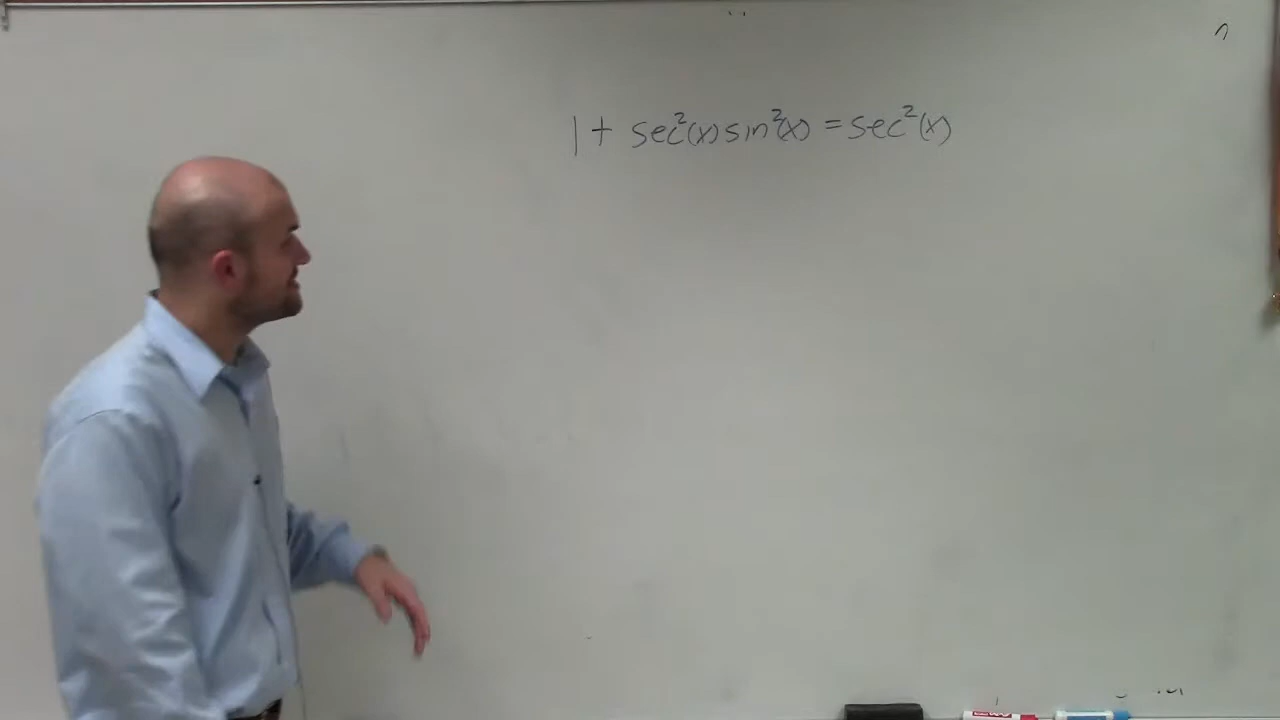 1 + sec²(x) sin²(x) = sec²(x)